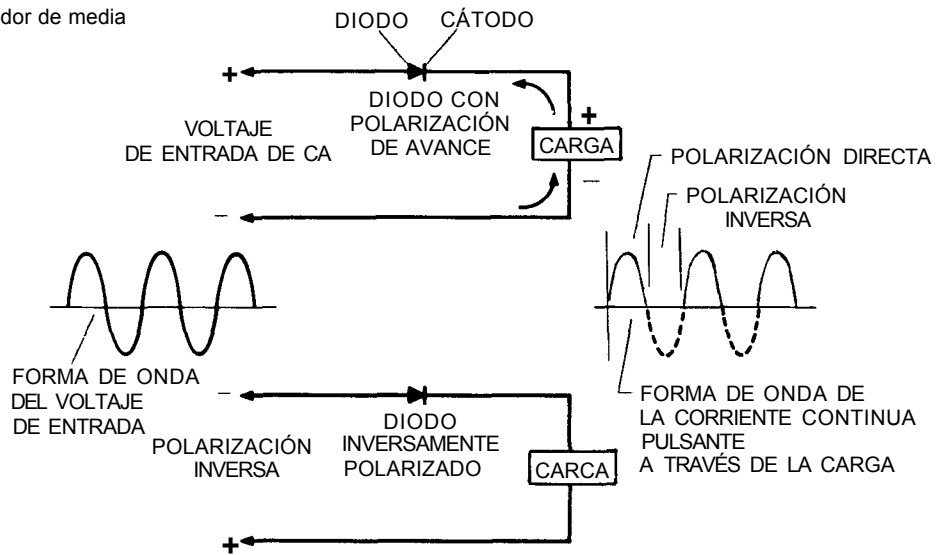 dor de media
DIODO
CÁTODO
+
DIODO CON
POLARIZACIÓN
DE AVANCE
VOLTAJE
DE ENTRADA DE CA
+
CARGA
–
–
POLARIZACIÓN DIRECTA
POLARIZACIÓN
INVERSA
FORMA DE ONDA
DEL VOLTAJE
DE ENTRADA
–
DIODO
INVERSAMENTE
POLARIZADO
POLARIZACIÓN
INVERSA
CARCA
+
FORMA DE ONDA DE
LA CORRIENTE CONTINUA
PULSANTE
A TRAVÉS DE LA CARGA